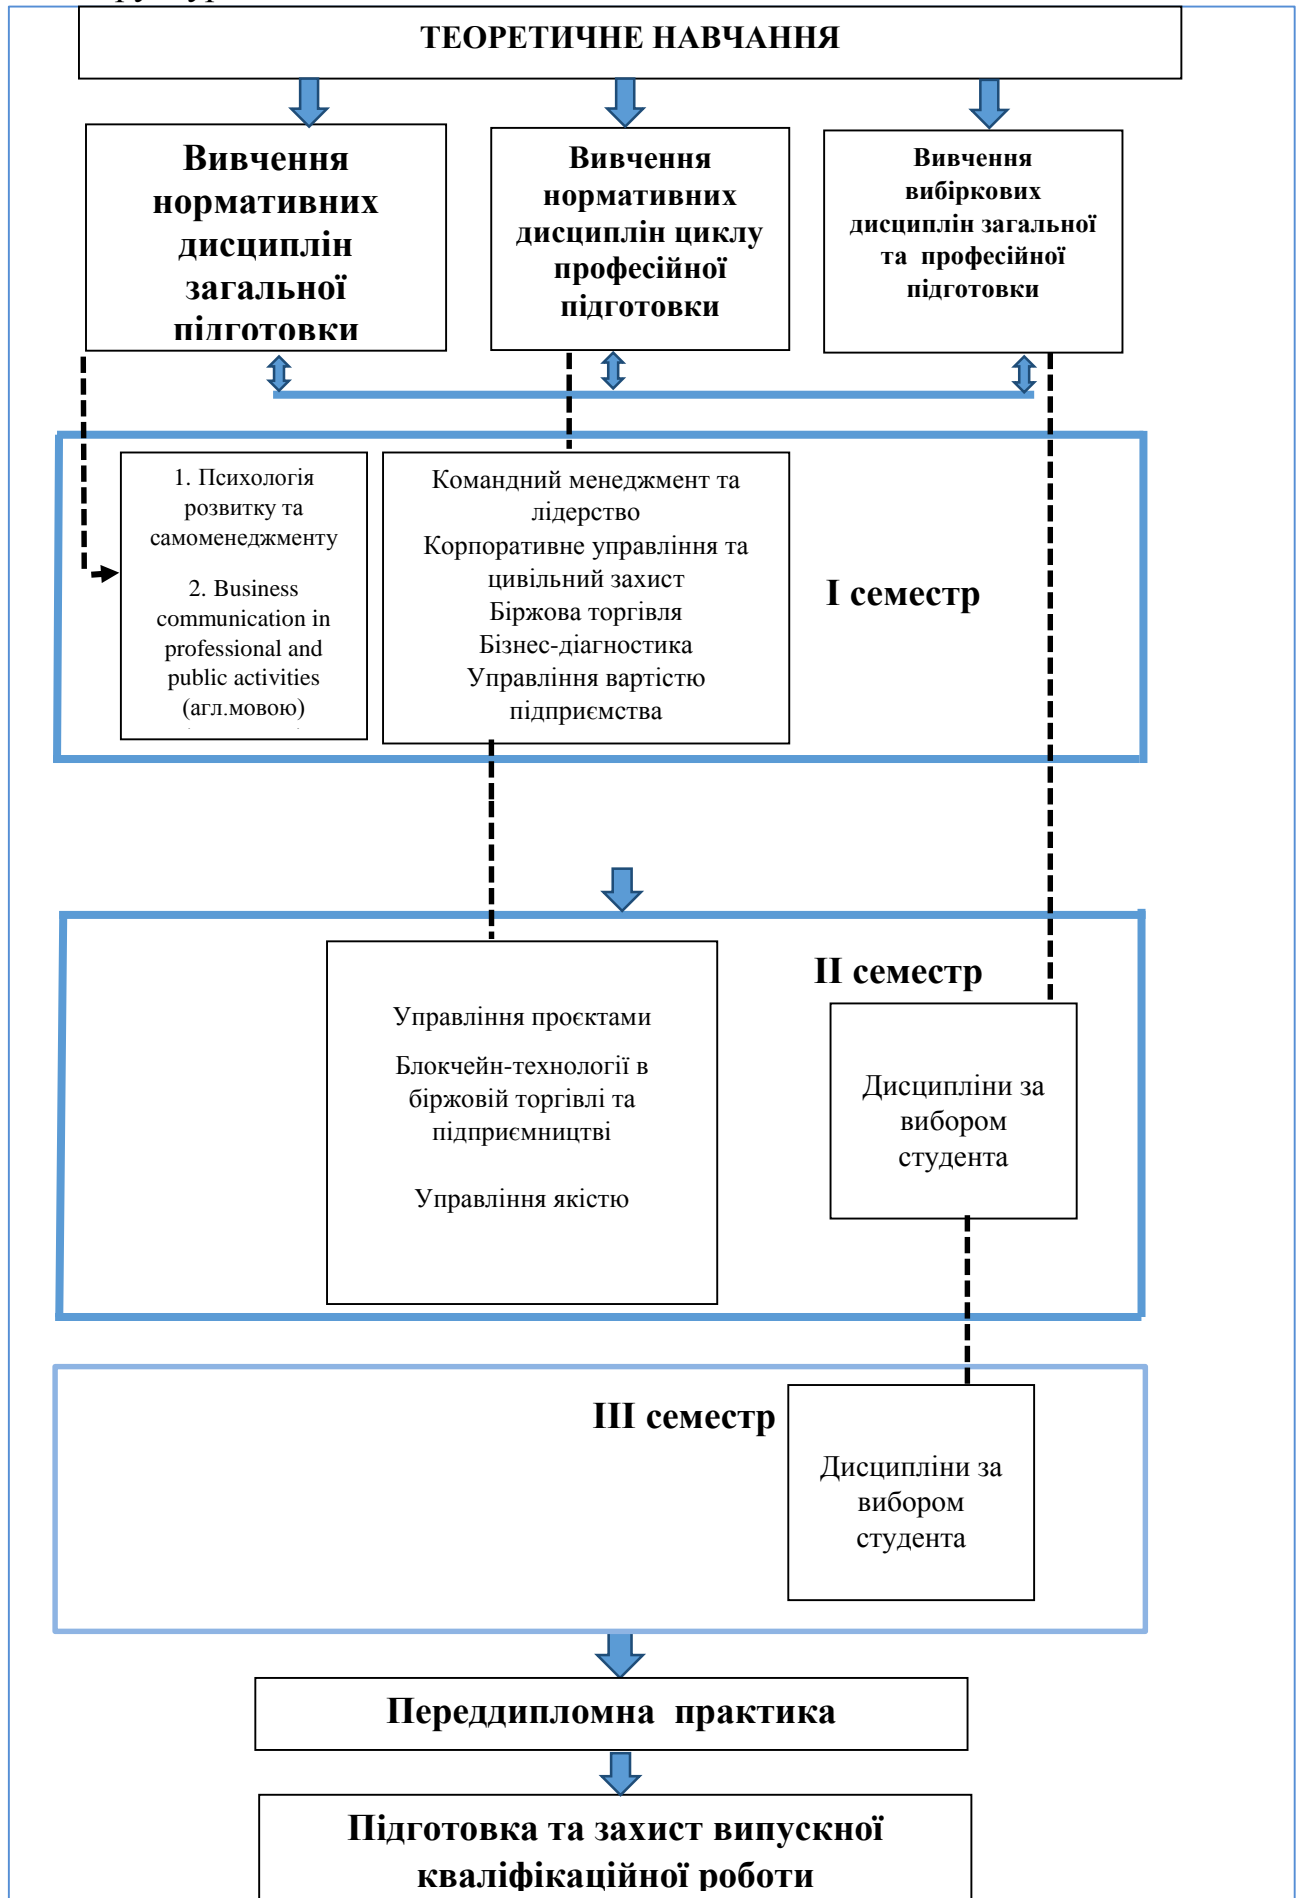 ТЕОРЕТИЧНЕ НАВЧАННЯ
Вивчення
нормативних
дисциплін
загальної
підготовки
Вивчення
нормативних
дисциплін циклу
професійної
підготовки
Вивчення
вибіркових
дисциплін загальної
та професійної
підготовки
1. Психологія
розвитку та
самоменеджменту
2. Business
communication in
professional and
public activities
(агл.мовою)
Командний менеджмент та
лідерство
Корпоративне управління та
цивільний захист
Біржова торгівля
Бізнес-діагностика
Управління вартістю
підприємства
І семестр
ІІ семестр
Управління проєктами
Блокчейн-технології в
біржовій торгівлі та
підприємництві
Управління якістю
Дисципліни за
вибором
студента
ІІІ семестр
Дисципліни за
вибором
студента
Переддипломна практика
Підготовка та захист випускної
кваліфікаційної роботи